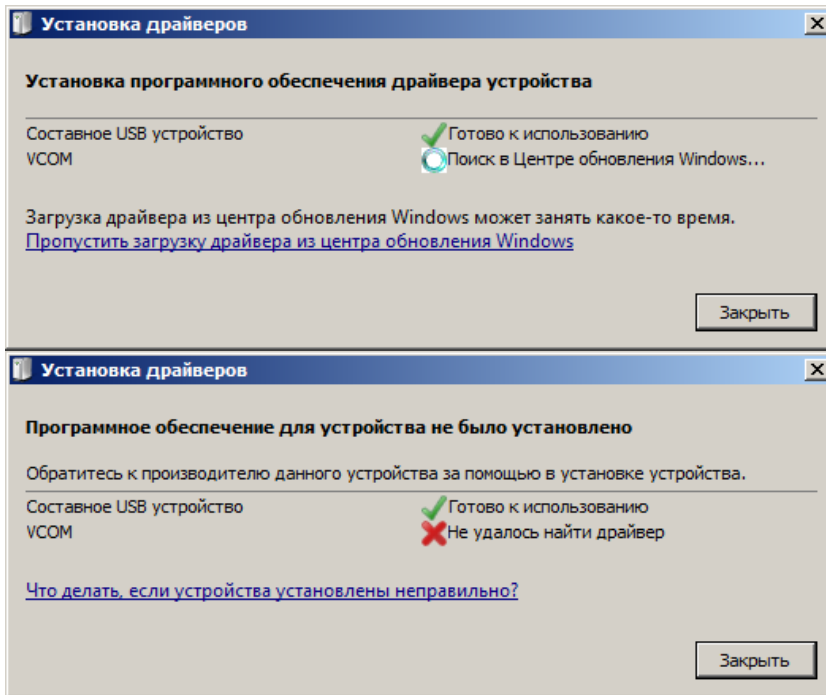 Установка драйверов
Установка программного обеспечения драйвера устройства
Составное USB устройство Готово к использованию
VCOM Поиск в Центре обновления Windows...
Загрузка драйвера из центра обновления Windows может занять какое-то время.
Пропустить загрузку драйвера из центра обновления Windows
Закрыть
Установка драйверов
Программное обеспечение для устройства не было установлено
Обратитесь к производителю данного устройства за помощью в установке устройства.
Составное USB устройство Готово к использованию
VCOM Не удалось найти драйвер
Что делать, если устройства установлены неправильно?
Закрыть